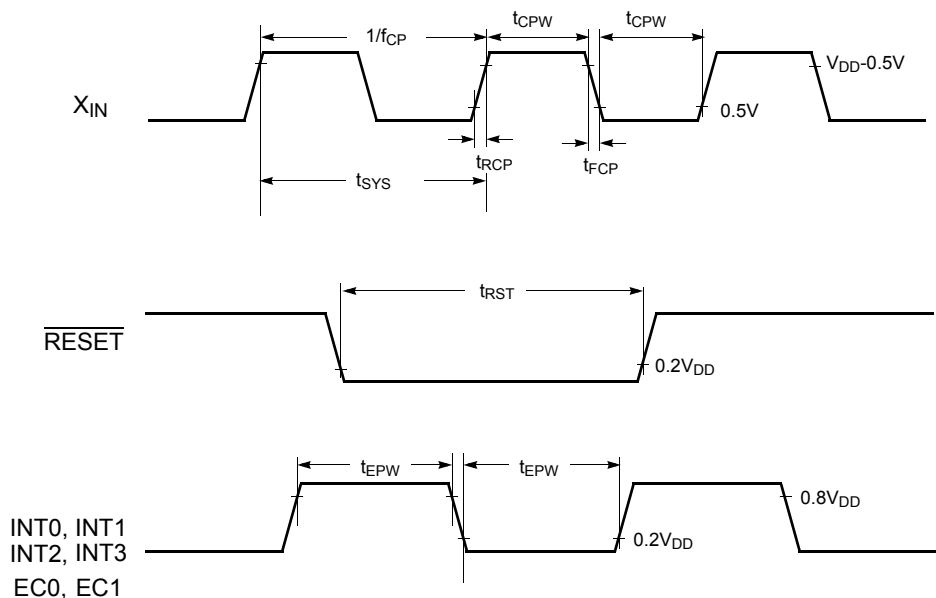 1/fCP tCPW tCPW
VDD-0.5V
XIN
0.5V
tRCP tFCP
tSYS
tRST
RESET
0.2VDD
tEPW tEPW
0.8VDD
INT0, INT1
0.2VDD
INT2, INT3
EC0, EC1